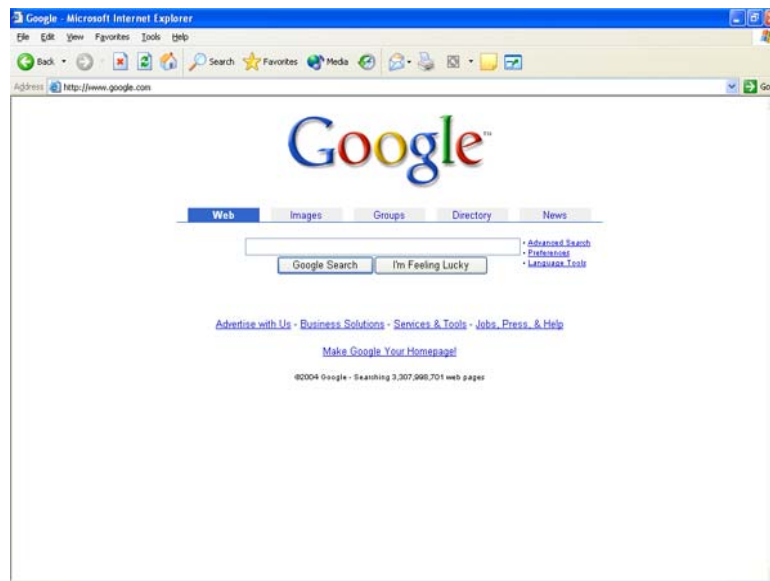 Google - Microsoft Internet Explorer
File Edit View Favorites Tools Help
Back Search Favorites Media
Address http://www.google.com Go
Google™
Web Images Groups Directory News
• Advanced Search
• Preferences
• Language Tools
Google Search I'm Feeling Lucky
Advertise with Us - Business Solutions - Services & Tools - Jobs, Press, & Help
Make Google Your Homepage!
©2004 Google - Searching 3,307,998,701 web pages